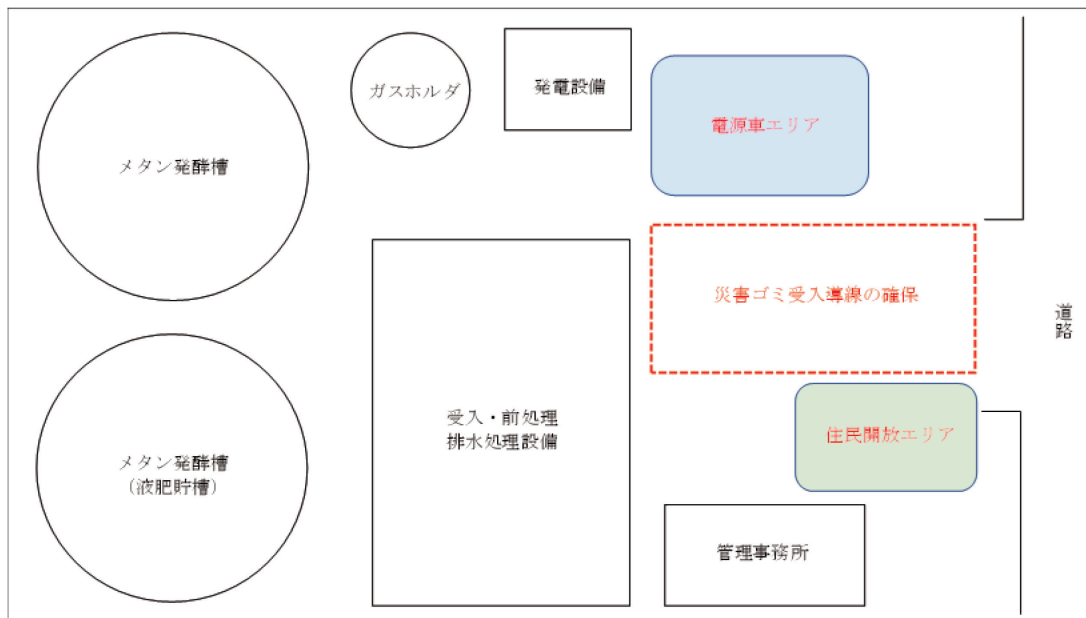 ガスホルダ
発電設備
電源車エリア
メタン発酵槽
災害ゴミ受入導線の確保
道路
受入・前処理
排水処理設備
住民開放エリア
メタン発酵槽
（液肥貯槽）
管理事務所